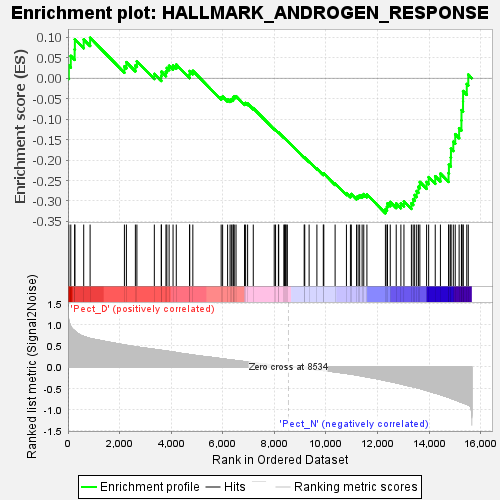 Enrichment plot: HALLMARK_ANDROGEN_RESPONSE
Enrichment score (ES)
0.10
0.05
0.00
-0.05
-0.10
-0.15
-0.20
-0.25
-0.30
-0.35
'Pect_D' (positively correlated)
Ranked list metric (Signal2Noise)
1.5
1.0
0.5
0.0
-0.5
-1.0
-1.5
Zero cross at 8534
'Pect_N' (negatively correlated)
0 2,000 4,000 6,000 8,000 10,000 12,000 14,000 16,000
Rank in Ordered Dataset
Enrichment profile Hits Ranking metric scores